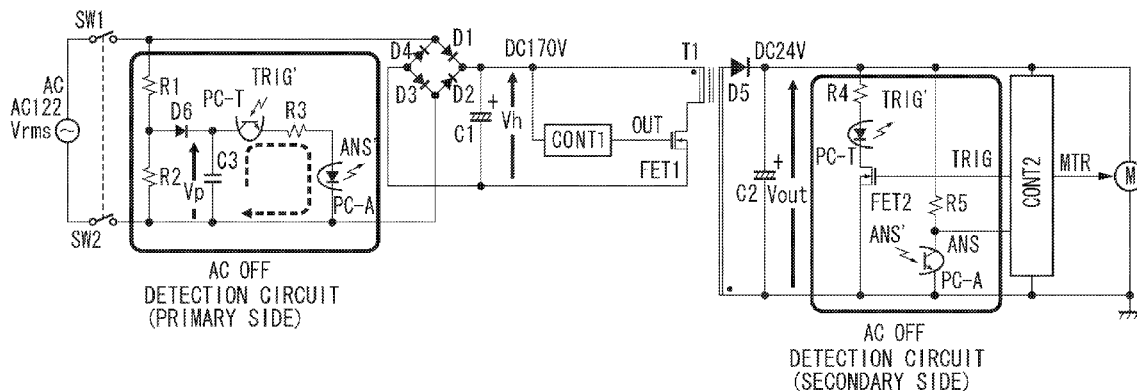 SW1
AC
AC122
Vrms
SW2
R1
R2
D6
Vp
C3
PC-T
TRIG'
R3
ANS'
PC-A
AC OFF
DETECTION CIRCUIT
(PRIMARY SIDE)
D4
D1
D3
D2
DC170V
C1
+
Vh
CONT1
OUT
FET1
T1
D5
DC24V
C2
+
Vout
R4
TRIG'
PC-T
FET2
TRIG
R5
ANS'
ANS
PC-A
CONT2
MTR
M
AC OFF
DETECTION CIRCUIT
(SECONDARY SIDE)